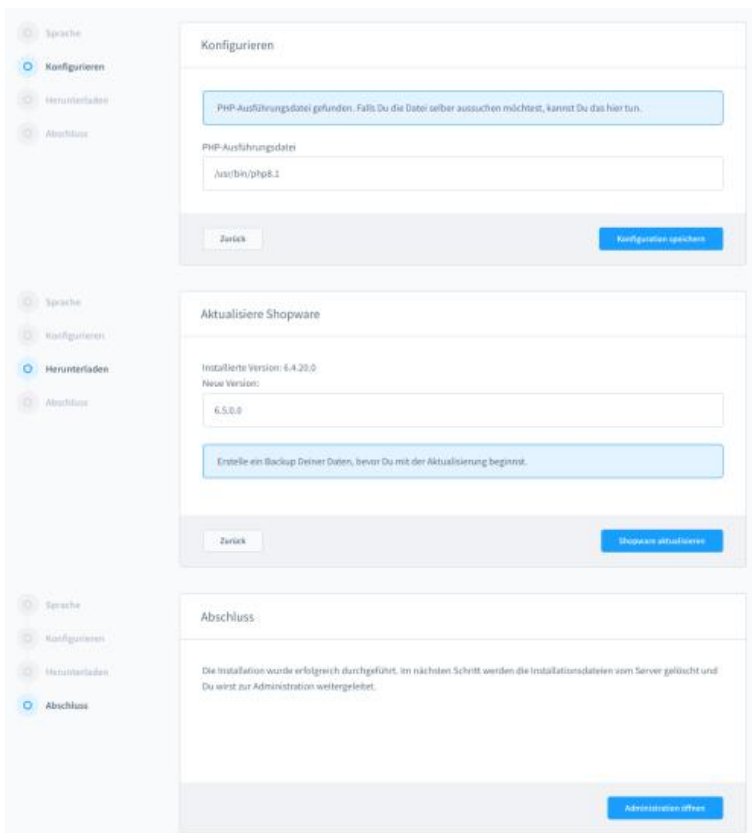 Sprache
Konfigurieren
Herunterladen
Abschluss
Konfigurieren
PHP-Ausführungsdatei gefunden. Falls Du die Datei selber aussuchen möchtest, kannst Du das hier tun.
PHP-Ausführungsdatei
/usr/bin/php8.1
Zurück
Konfiguration speichern
Sprache
Konfigurieren
Herunterladen
Abschluss
Aktualisiere Shopware
Installierte Version: 6.4.20.0
Neue Version:
6.5.0.0
Erstelle ein Backup Deiner Daten, bevor Du mit der Aktualisierung beginnst.
Zurück
Shopware aktualisieren
Sprache
Konfigurieren
Herunterladen
Abschluss
Abschluss
Die Installation wurde erfolgreich durchgeführt. Im nächsten Schritt werden die Installationsdateien vom Server gelöscht und
Du wirst zur Administration weitergeleitet.
Administration öffnen